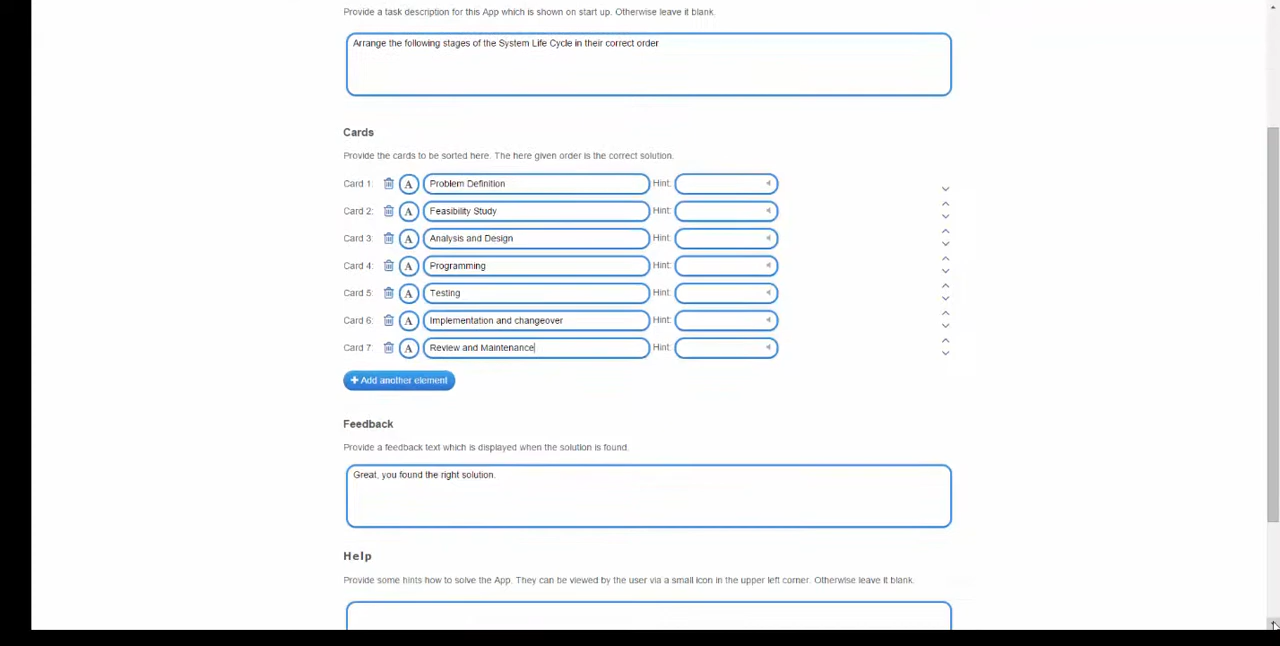 Provide a task description for this App which is shown on start up. Otherwise leave it blank.
Arrange the following stages of the System Life Cycle in their correct order
Cards
Provide the cards to be sorted here. The here given order is the correct solution.
Card 1: A Problem Definition Hint:
Card 2: A Feasibility Study Hint:
Card 3: A Analysis and Design Hint:
Card 4: A Programming Hint:
Card 5: A Testing Hint:
Card 6: A Implementation and changeover Hint:
Card 7: A Review and Maintenance Hint:
+ Add another element
Feedback
Provide a feedback text which is displayed when the solution is found.
Great, you found the right solution.
Help
Provide some hints how to solve the App. They can be viewed by the user via a small icon in the upper left corner. Otherwise leave it blank.